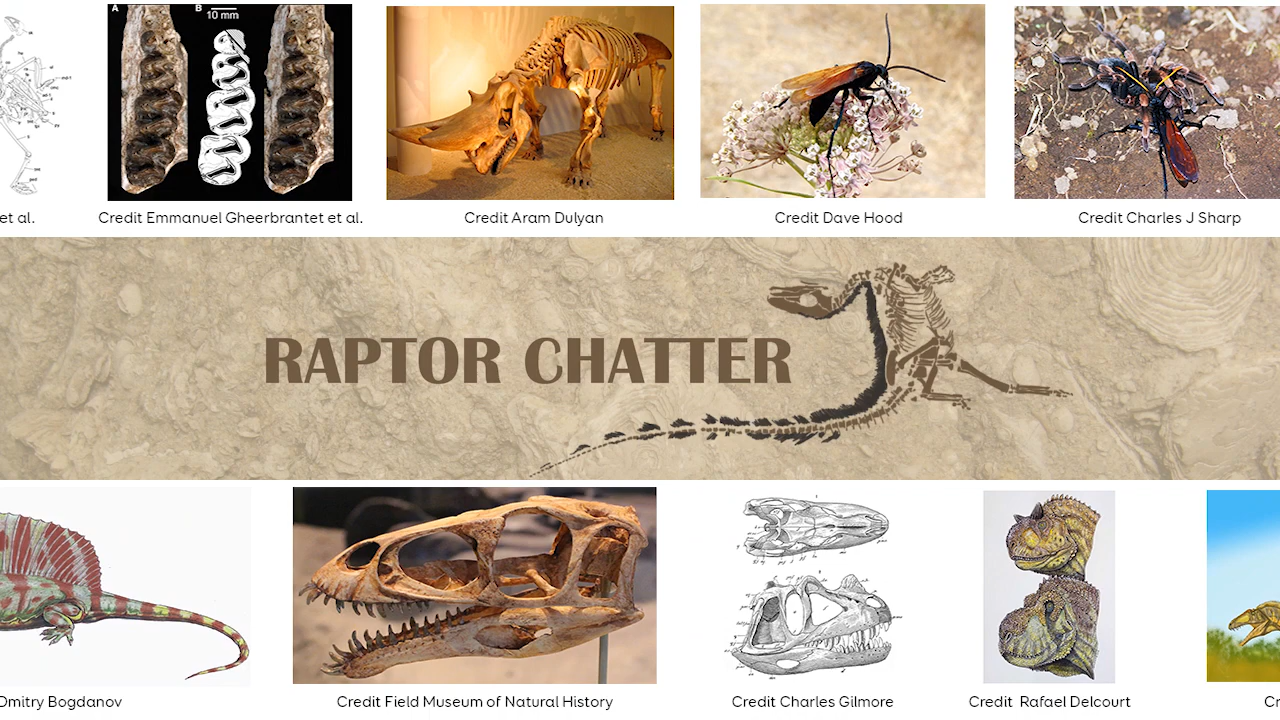 A
B
10 mm
et al.
Credit Emmanuel Gheerbrantet et al.
Credit Aram Dulyan
Credit Dave Hood
Credit Charles J Sharp
RAPTOR CHATTER
Dmitry Bogdanov
Credit Field Museum of Natural History
Credit Charles Gilmore
Credit Rafael Delcourt